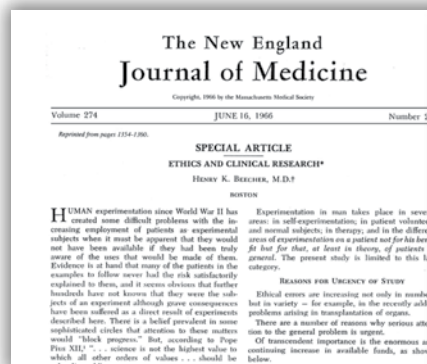 The New England
Journal of Medicine
Copyright, 1966 by the Massachusetts Medical Society
Volume 274
JUNE 16, 1966
Number
Reprinted from pages 1354-1360.
SPECIAL ARTICLE
ETHICS AND CLINICAL RESEARCH*
HENRY K. BEECHER, M.D.†
BOSTON
HUMAN experimentation since World War II has
created some difficult problems with the in-
creasing employment of patients as experimental
subjects when it must be apparent that they would
not have been available if they had been truly
aware of the uses that would be made of them.
Evidence is at hand that many of the patients in the
examples to follow never had the risk satisfactorily
explained to them, and it seems obvious that further
hundreds have not known that they were the sub-
jects of an experiment although grave consequences
have been suffered as a direct result of experiments
described here. There is a belief prevalent in some
sophisticated circles that attention to these matters
would "block progress." But, according to Pope
Pius XII,¹ ". . . science is not the highest value to
which all other orders of values . . . should be
Experimentation in man takes place in seve
areas: in self-experimentation; in patient volunte
and normal subjects; in therapy; and in the differe
areas of experimentation on a patient not for his ben
fit but for that, at least in theory, of patients
general. The present study is limited to this la
category.
REASONS FOR URGENCY OF STUDY
Ethical errors are increasing not only in numbe
but in variety — for example, in the recently adde
problems arising in transplantation of organs.
There are a number of reasons why serious atte
tion to the general problem is urgent.
Of transcendent importance is the enormous a
continuing increase in available funds, as show
below.